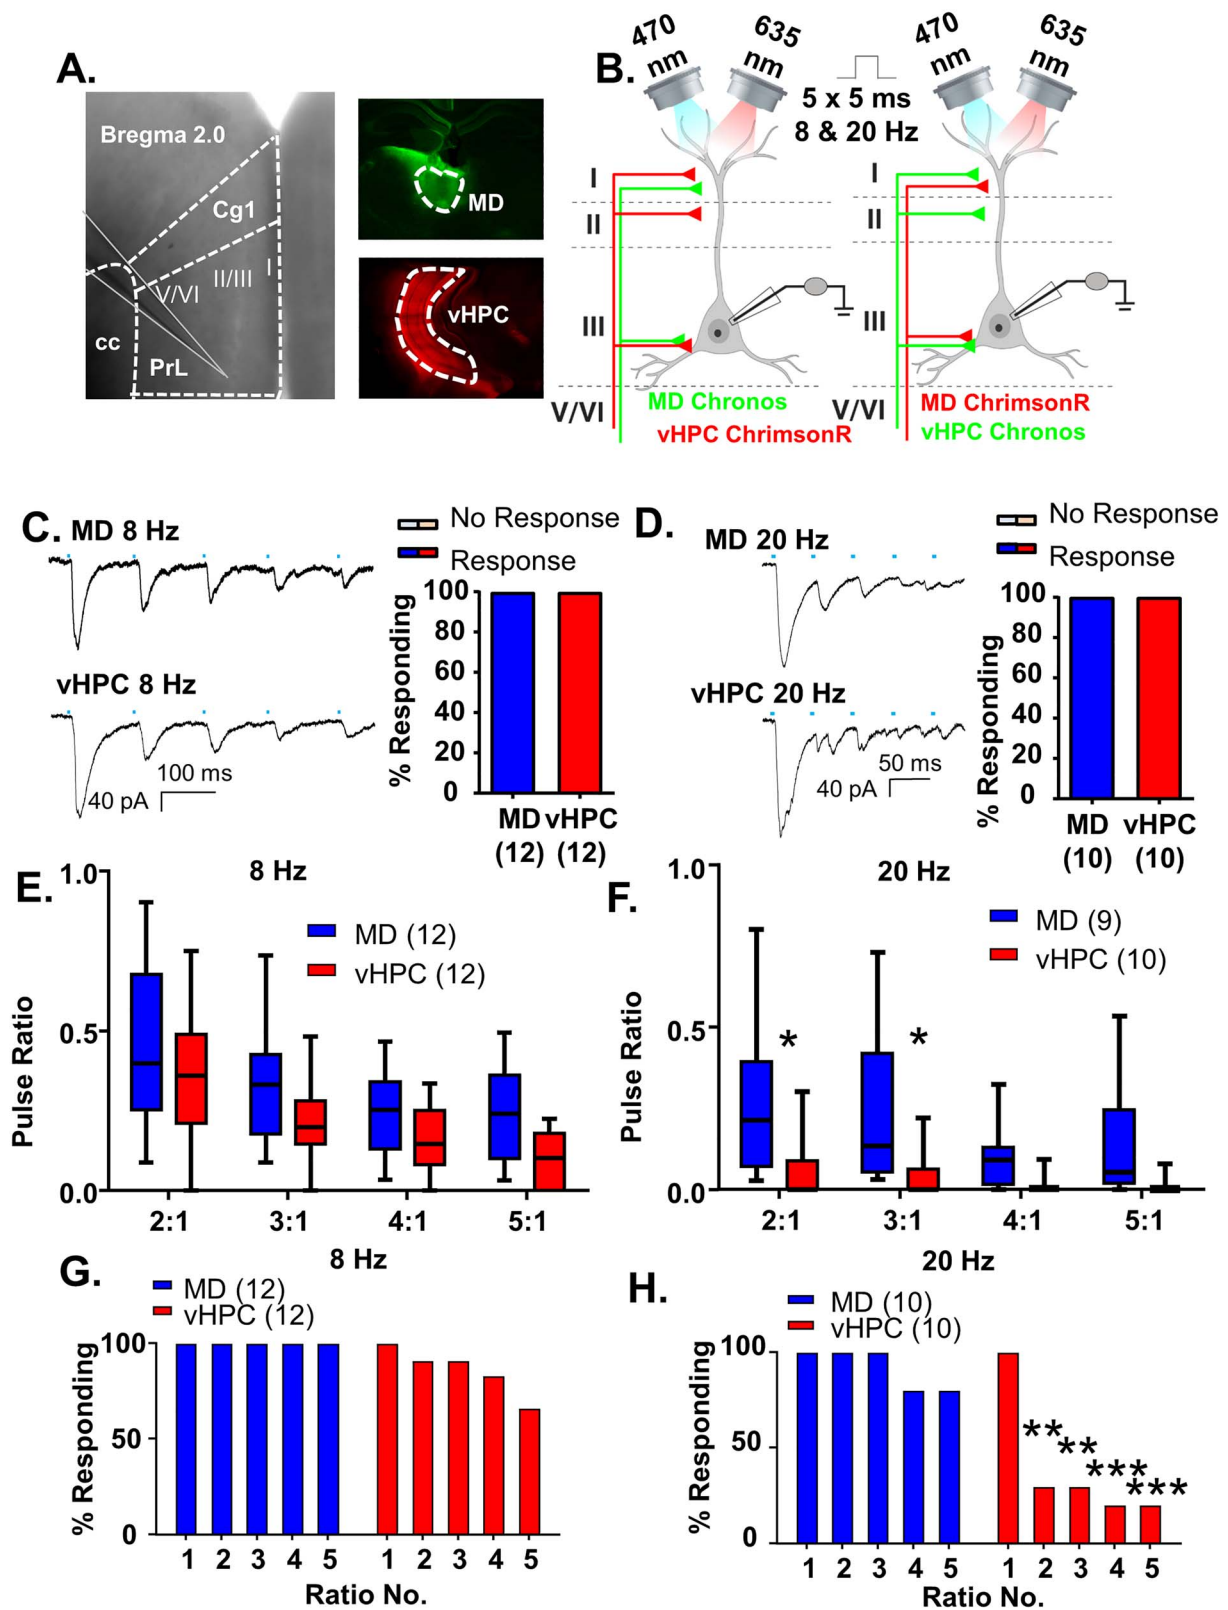 A.
Bregma 2.0
Cg1
II/III
I
V/VI
cc
PrL
MD
vHPC
B.
470 nm
635 nm
5 x 5 ms
8 & 20 Hz
470 nm
635 nm
I
II
III
V/VI
MD Chronos
vHPC ChrimsonR
I
II
III
V/VI
MD ChrimsonR
vHPC Chronos
C.
MD 8 Hz
vHPC 8 Hz
100 ms
40 pA
No Response
Response
% Responding
100
80
60
40
20
0
MD vHPC
(12) (12)
D.
MD 20 Hz
vHPC 20 Hz
50 ms
40 pA
No Response
Response
% Responding
100
80
60
40
20
0
MD vHPC
(10) (10)
E.
8 Hz
MD (12)
vHPC (12)
Pulse Ratio
1.0
0.5
0.0
2:1 3:1 4:1 5:1
F.
20 Hz
MD (9)
vHPC (10)
Pulse Ratio
1.0
0.5
0.0
* *
2:1 3:1 4:1 5:1
G.
8 Hz
MD (12)
vHPC (12)
% Responding
100
50
0
1 2 3 4 5 1 2 3 4 5
Ratio No.
H.
20 Hz
MD (10)
vHPC (10)
% Responding
100
50
0
**
**
***
***
1 2 3 4 5 1 2 3 4 5
Ratio No.